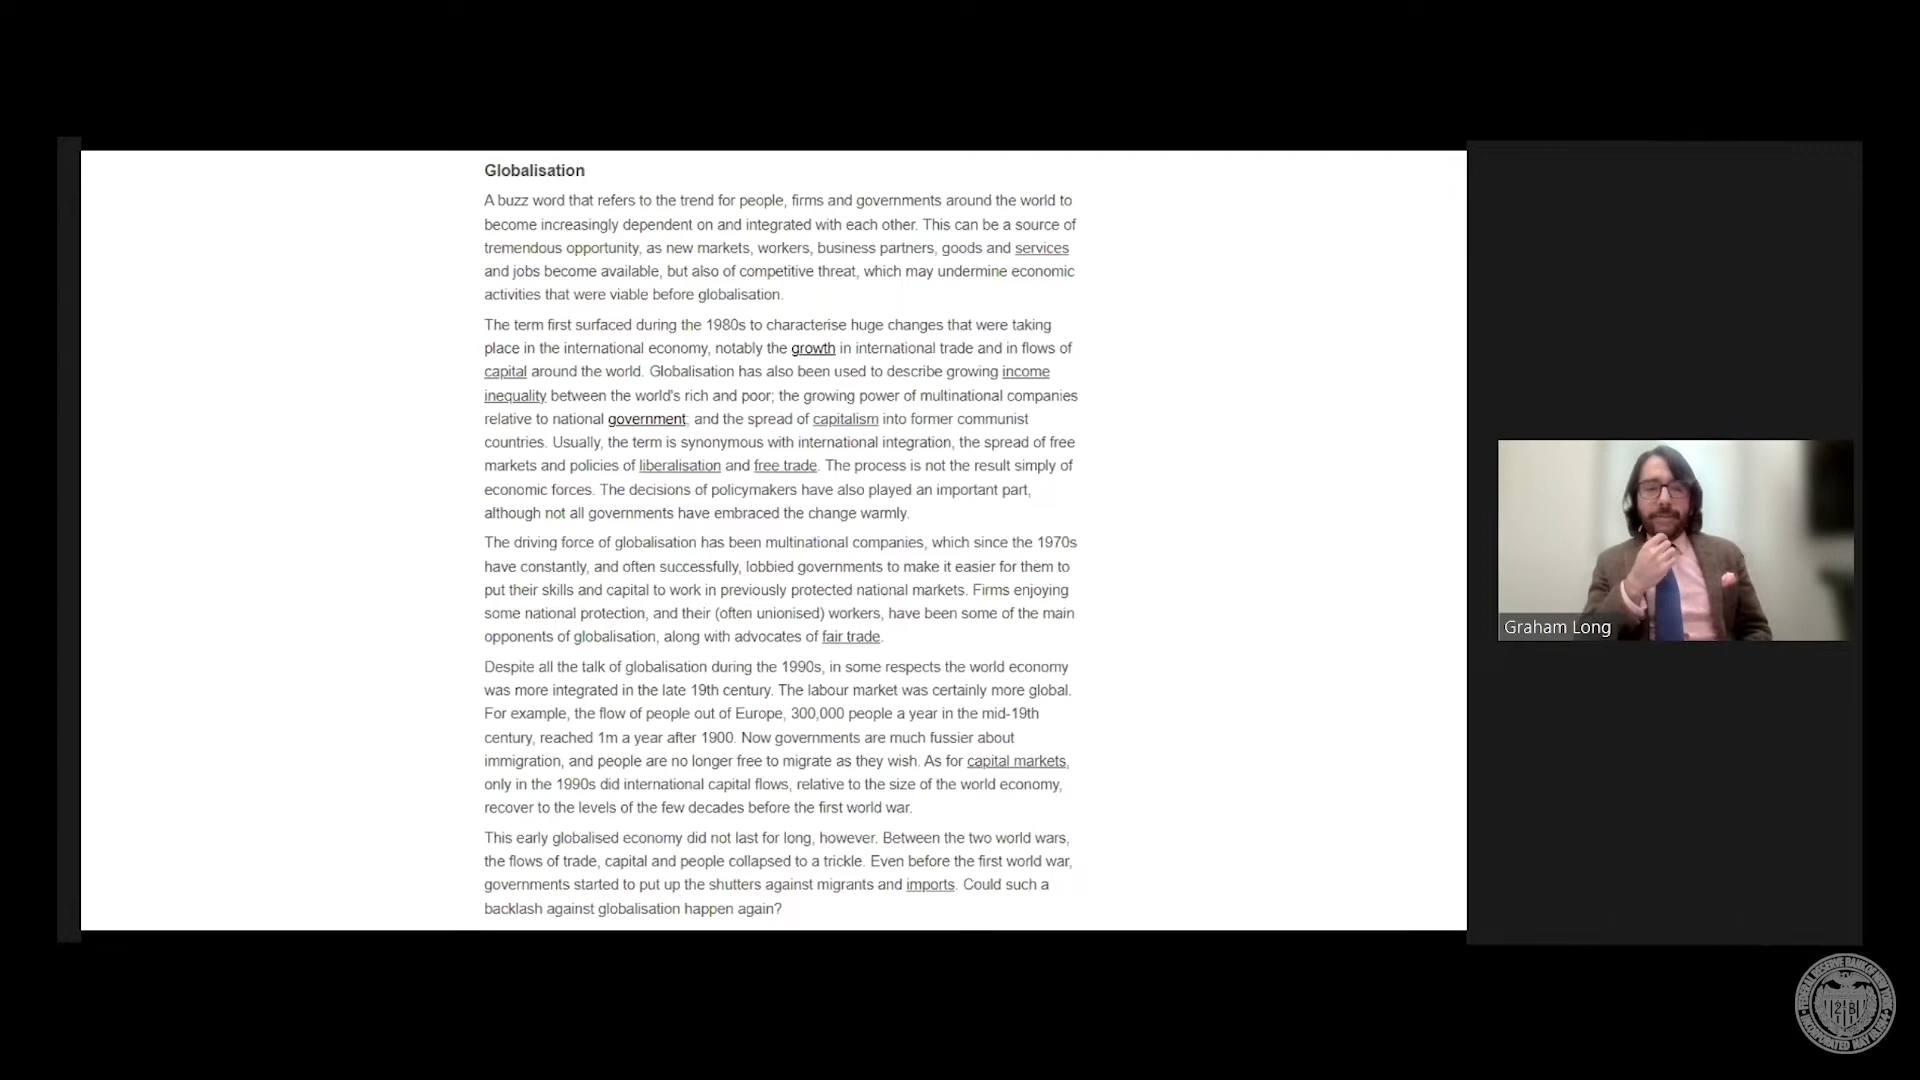 Globalisation
A buzz word that refers to the trend for people, firms and governments around the world to
become increasingly dependent on and integrated with each other. This can be a source of
tremendous opportunity, as new markets, workers, business partners, goods and services
and jobs become available, but also of competitive threat, which may undermine economic
activities that were viable before globalisation.
The term first surfaced during the 1980s to characterise huge changes that were taking
place in the international economy, notably the growth in international trade and in flows of
capital around the world. Globalisation has also been used to describe growing income
inequality between the world's rich and poor; the growing power of multinational companies
relative to national government; and the spread of capitalism into former communist
countries. Usually, the term is synonymous with international integration, the spread of free
markets and policies of liberalisation and free trade. The process is not the result simply of
economic forces. The decisions of policymakers have also played an important part,
although not all governments have embraced the change warmly.
The driving force of globalisation has been multinational companies, which since the 1970s
have constantly, and often successfully, lobbied governments to make it easier for them to
put their skills and capital to work in previously protected national markets. Firms enjoying
some national protection, and their (often unionised) workers, have been some of the main
opponents of globalisation, along with advocates of fair trade.
Despite all the talk of globalisation during the 1990s, in some respects the world economy
was more integrated in the late 19th century. The labour market was certainly more global.
For example, the flow of people out of Europe, 300,000 people a year in the mid-19th
century, reached 1m a year after 1900. Now governments are much fussier about
immigration, and people are no longer free to migrate as they wish. As for capital markets,
only in the 1990s did international capital flows, relative to the size of the world economy,
recover to the levels of the few decades before the first world war.
This early globalised economy did not last for long, however. Between the two world wars,
the flows of trade, capital and people collapsed to a trickle. Even before the first world war,
governments started to put up the shutters against migrants and imports. Could such a
backlash against globalisation happen again?
Graham Long
FEDERAL RESERVE BANK OF NEW YORK
INCORPORATED MAY